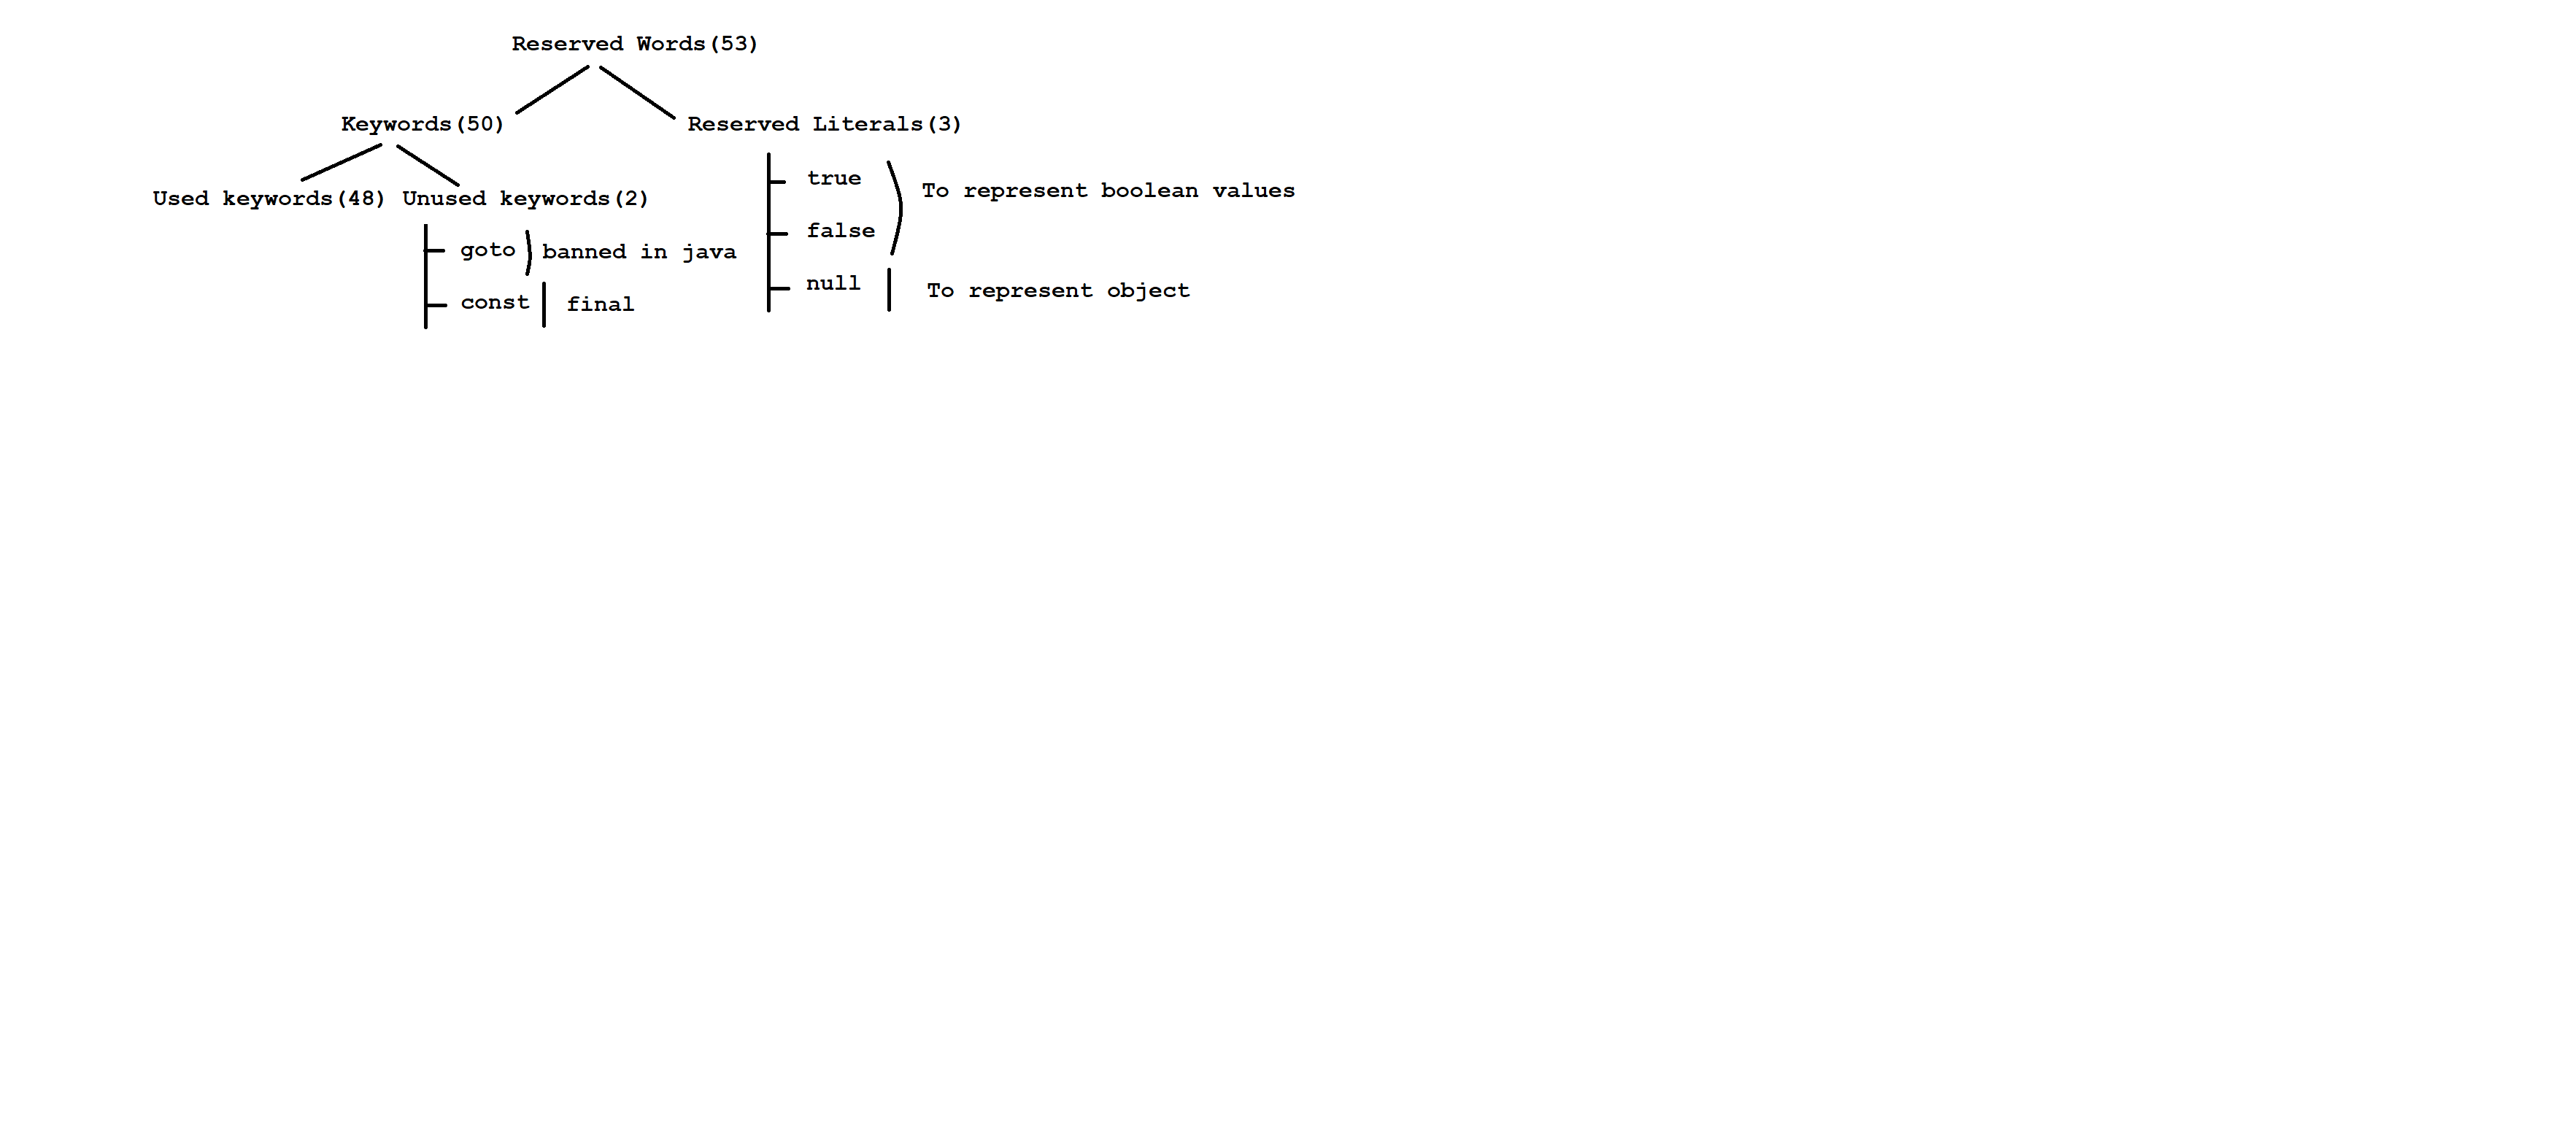 Reserved Words(53)
Keywords(50) Reserved Literals(3)
Used keywords(48) Unused keywords(2)
goto banned in java
const final
true
false
To represent boolean values
null To represent object